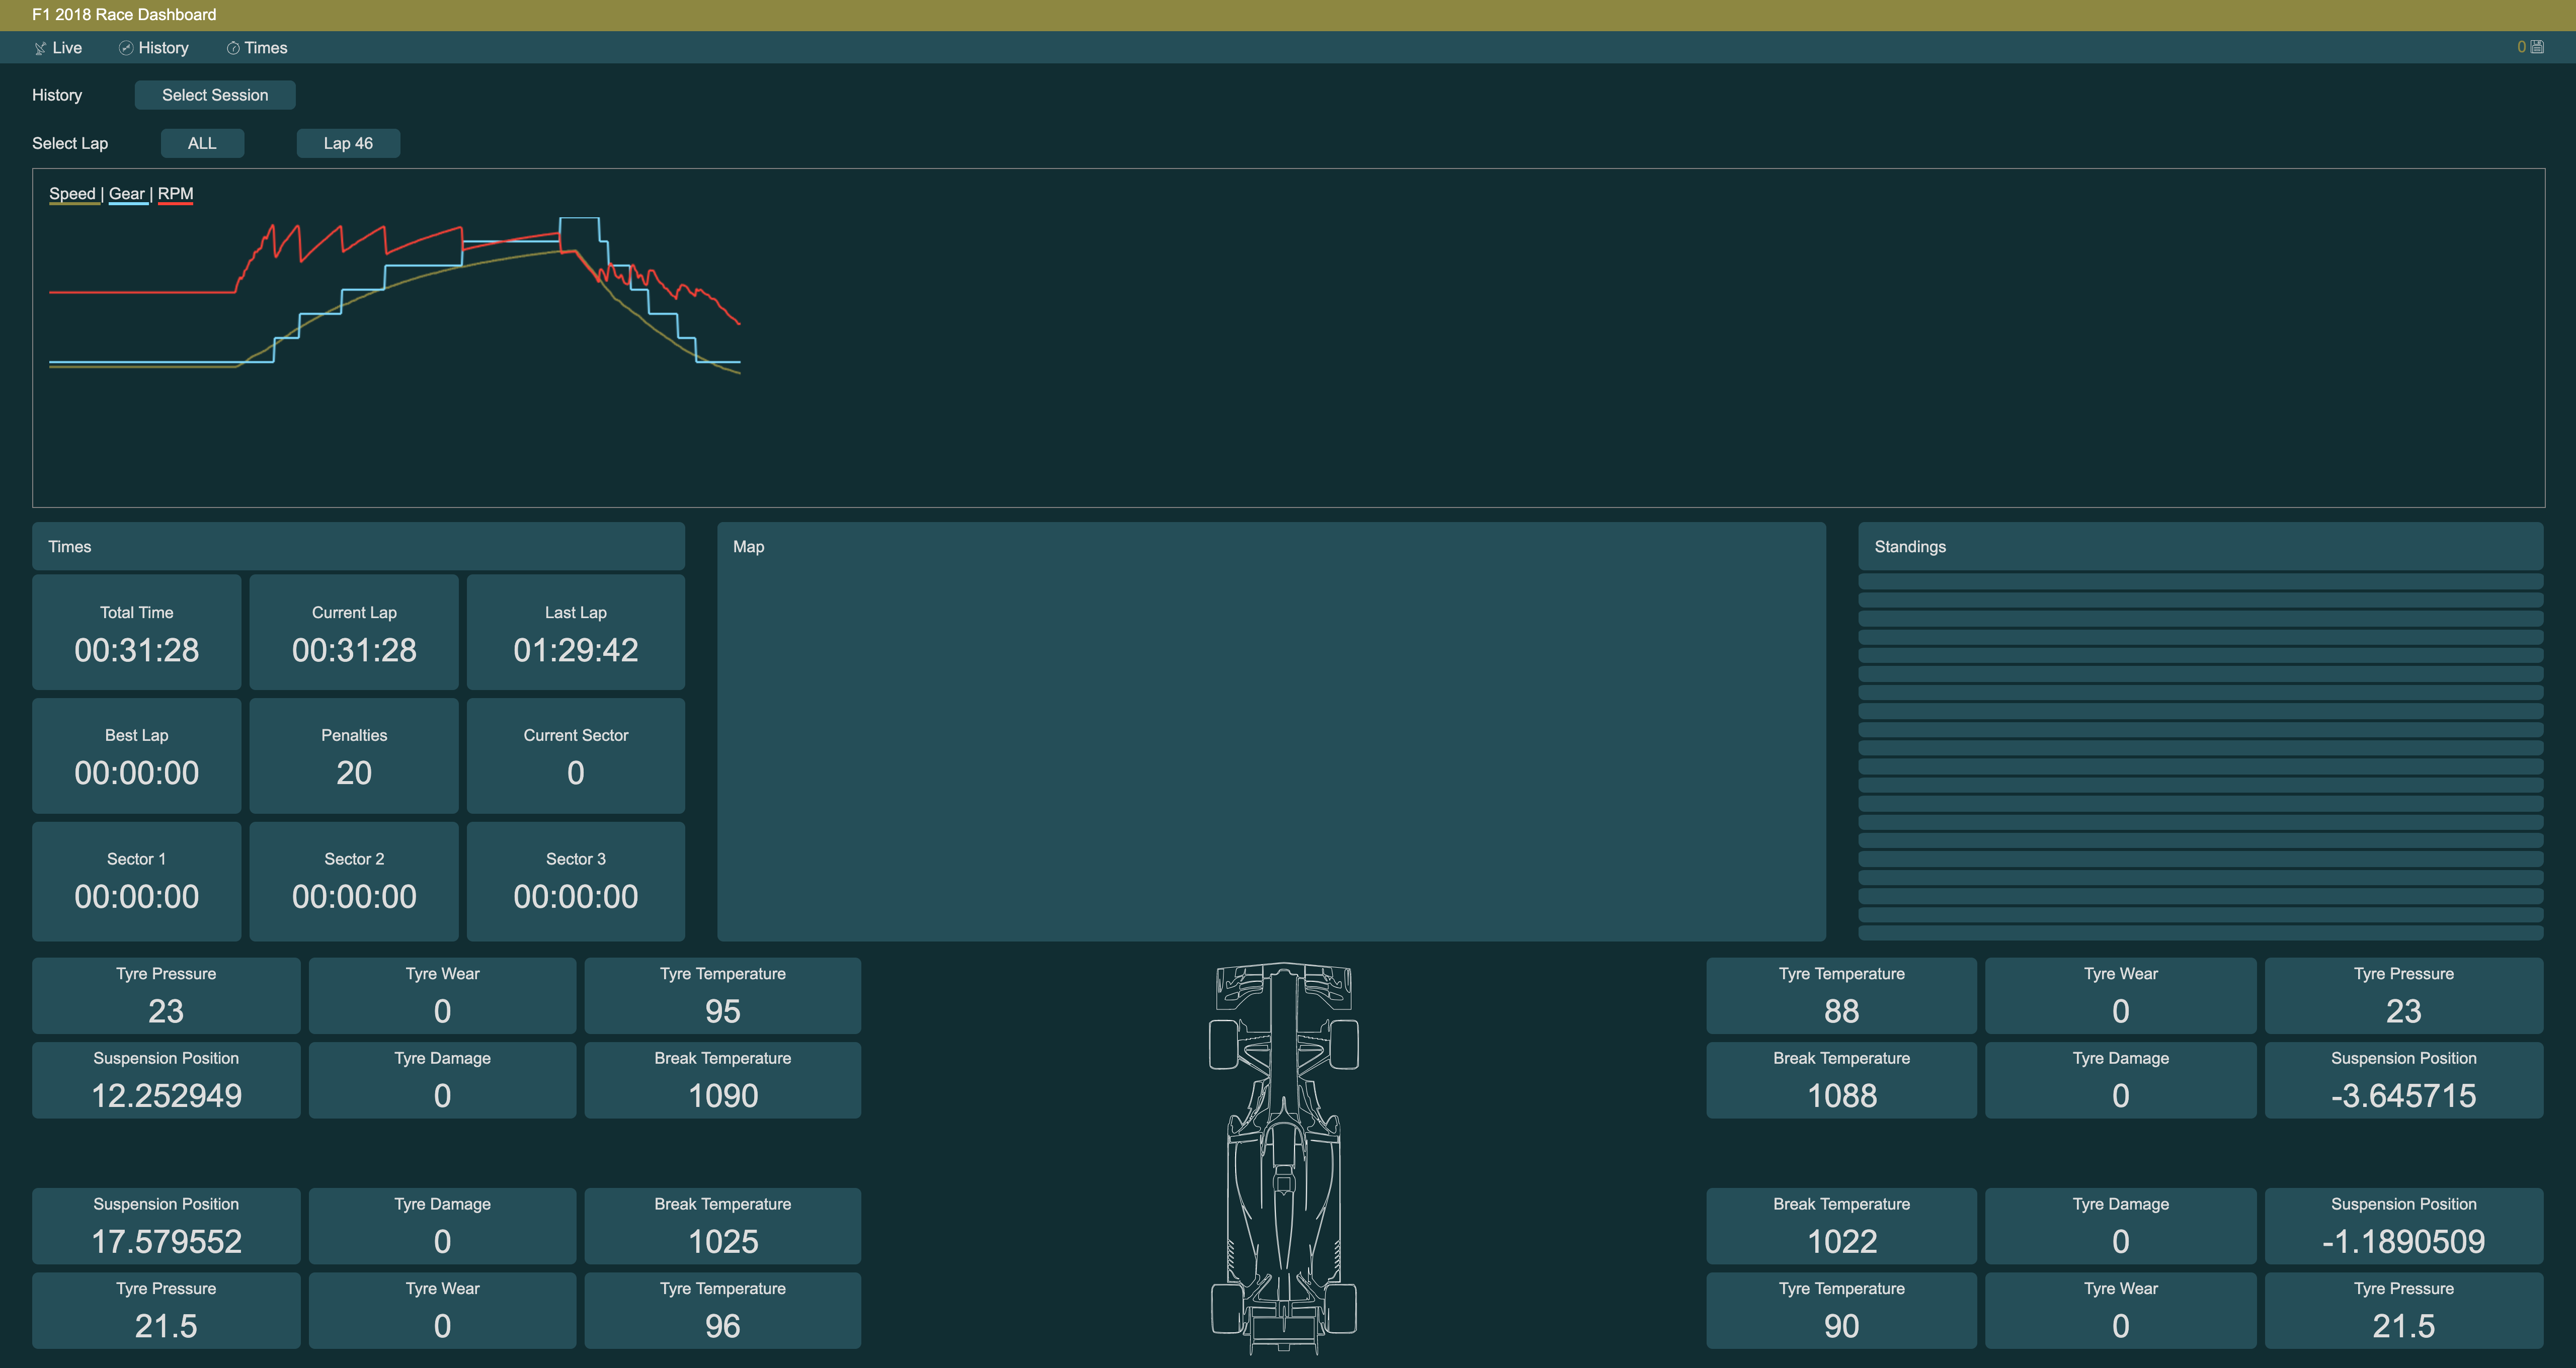 F1 2018 Race Dashboard
Live History Times 0
History Select Session
Select Lap ALL Lap 46
Speed | Gear | RPM
Times
Total Time Current Lap Last Lap
00:31:28 00:31:28 01:29:42
Best Lap Penalties Current Sector
00:00:00 20 0
Sector 1 Sector 2 Sector 3
00:00:00 00:00:00 00:00:00
Map
Standings
Tyre Pressure Tyre Wear Tyre Temperature
23 0 95
Suspension Position Tyre Damage Break Temperature
12.252949 0 1090
Tyre Temperature Tyre Wear Tyre Pressure
88 0 23
Break Temperature Tyre Damage Suspension Position
1088 0 -3.645715
Suspension Position Tyre Damage Break Temperature
17.579552 0 1025
Tyre Pressure Tyre Wear Tyre Temperature
21.5 0 96
Break Temperature Tyre Damage Suspension Position
1022 0 -1.1890509
Tyre Temperature Tyre Wear Tyre Pressure
90 0 21.5